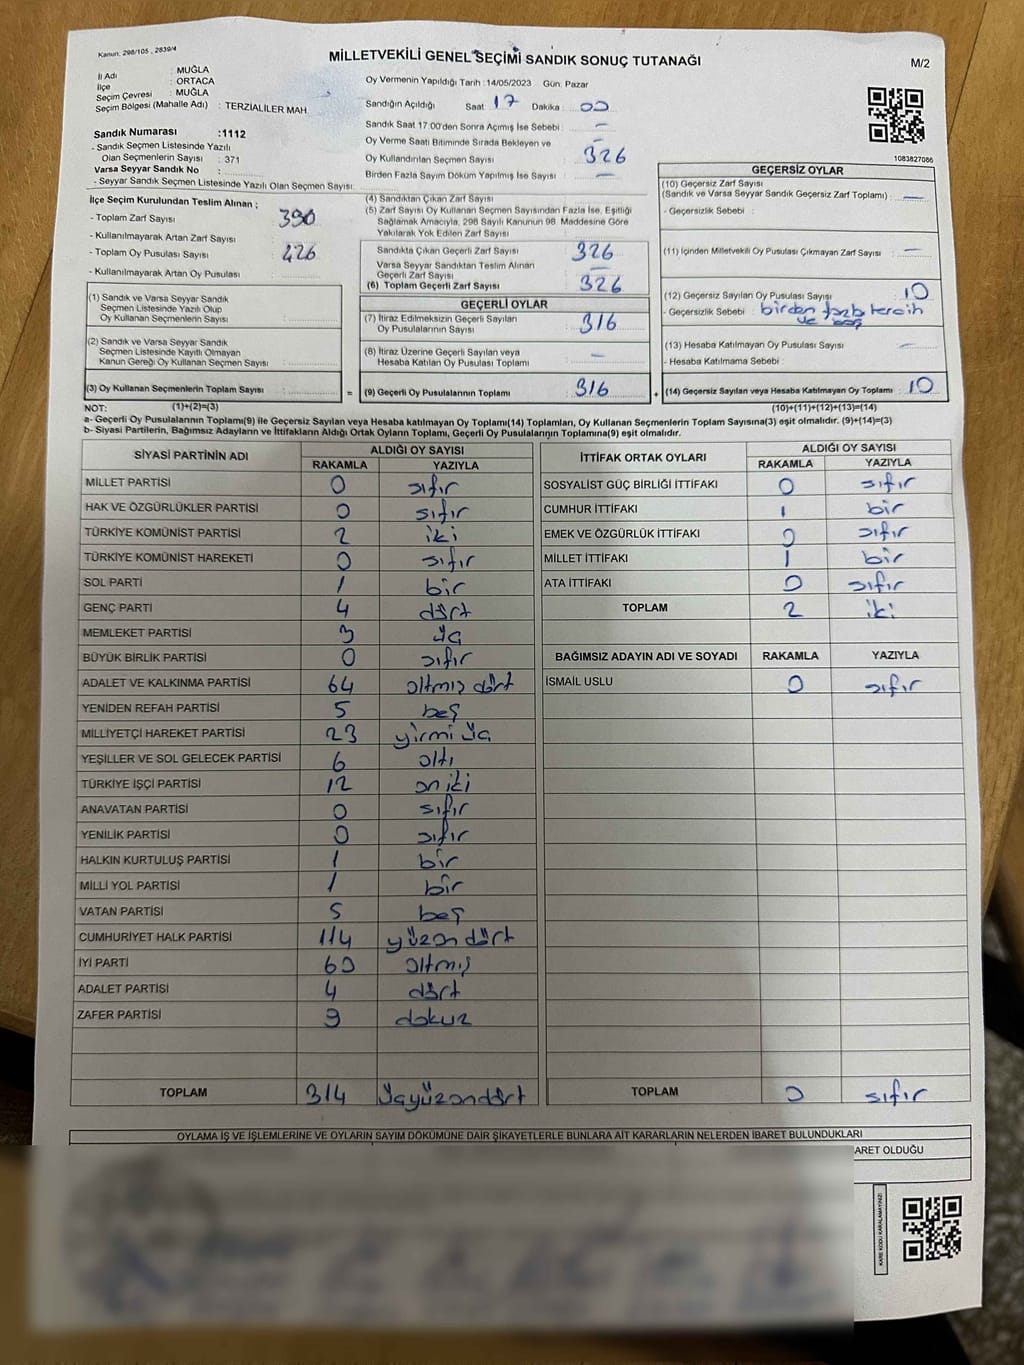 Kanun. 298/105 , 2839/4
MİLLETVEKİLİ GENEL SEÇİMİ SANDIK SONUÇ TUTANAĞI
M/2
İl Adı : MUĞLA
İlçe : ORTACA
Seçim Çevresi : MUĞLA
Seçim Bölgesi (Mahalle Adı) : TERZİALİLER MAH.
Oy Vermenin Yapıldığı Tarih : 14/05/2023 Gün. Pazar
Sandığın Açıldığı Saat 17 Dakika : 00
Sandık Saat 17:00'den Sonra Açımış İse Sebebi : –
Oy Verme Saati Bitiminde Sırada Bekleyen ve –
Oy Kullandırılan Seçmen Sayısı 326
Birden Fazla Sayım Döküm Yapılmış İse Sayısı : –
Sandık Numarası :1112
- Sandık Seçmen Listesinde Yazılı
Olan Seçmenlerin Sayısı : 371
Varsa Seyyar Sandık No :
- Seyyar Sandık Seçmen Listesinde Yazılı Olan Seçmen Sayısı:
1083827086
İlçe Seçim Kurulundan Teslim Alınan ;
- Toplam Zarf Sayısı 390
- Kullanılmayarak Artan Zarf Sayısı
- Toplam Oy Pusulası Sayısı 426
- Kullanılmayarak Artan Oy Pusulası
(4) Sandıktan Çıkan Zarf Sayısı
(5) Zarf Sayısı Oy Kullanan Seçmen Sayısından Fazla İse, Eşitliği
Sağlamak Amacıyla, 298 Sayılı Kanunun 98. Maddesine Göre
Yakılarak Yok Edilen Zarf Sayısı
Sandıkta Çıkan Geçerli Zarf Sayısı 326
Varsa Seyyar Sandıktan Teslim Alınan
Geçerli Zarf Sayısı –
(6) Toplam Geçerli Zarf Sayısı 326
GEÇERSİZ OYLAR
(10) Geçersiz Zarf Sayısı
(Sandık ve Varsa Seyyar Sandık Geçersiz Zarf Toplamı) : –
- Geçersizlik Sebebi :
(11) İçinden Milletvekili Oy Pusulası Çıkmayan Zarf Sayısı –
(12) Geçersiz Sayılan Oy Pusulası Sayısı 10
- Geçersizlik Sebebi : birden fazla tercih
ve boş
(13) Hesaba Katılmayan Oy Pusulası Sayısı –
- Hesaba Katılmama Sebebi :
(14) Geçersiz Sayılan veya Hesaba Katılmayan Oy Toplamı : 10
(10)+(11)+(12)+(13)=(14)
(1) Sandık ve Varsa Seyyar Sandık
Seçmen Listesinde Yazılı Olup
Oy Kullanan Seçmenlerin Sayısı
(2) Sandık ve Varsa Seyyar Sandık
Seçmen Listesinde Kayıtlı Olmayan
Kanun Gereği Oy Kullanan Seçmen Sayısı :
(3) Oy Kullanan Seçmenlerin Toplam Sayısı : =
(1)+(2)=(3)
GEÇERLİ OYLAR
(7) İtiraz Edilmeksizin Geçerli Sayılan
Oy Pusulalarının Sayısı 316
(8) İtiraz Üzerine Geçerli Sayılan veya
Hesaba Katılan Oy Pusulası Toplamı –
(9) Geçerli Oy Pusulalarının Toplamı 316 +
NOT:
a- Geçerli Oy Pusulalarının Toplamı(9) ile Geçersiz Sayılan veya Hesaba katılmayan Oy Toplamı(14) Toplamları, Oy Kullanan Seçmenlerin Toplam Sayısına(3) eşit olmalıdır. (9)+(14)=(3)
b- Siyasi Partilerin, Bağımsız Adayların ve İttifakların Aldığı Ortak Oyların Toplamı, Geçerli Oy Pusulalarının Toplamına(9) eşit olmalıdır.
SİYASİ PARTİNİN ADI ALDIĞI OY SAYISI
RAKAMLA YAZIYLA
MİLLET PARTİSİ 0 sıfır
HAK VE ÖZGÜRLÜKLER PARTİSİ 0 sıfır
TÜRKİYE KOMÜNİST PARTİSİ 2 iki
TÜRKİYE KOMÜNİST HAREKETİ 0 sıfır
SOL PARTİ 1 bir
GENÇ PARTİ 4 dört
MEMLEKET PARTİSİ 3 üç
BÜYÜK BİRLİK PARTİSİ 0 sıfır
ADALET VE KALKINMA PARTİSİ 64 altmış dört
YENİDEN REFAH PARTİSİ 5 beş
MİLLİYETÇİ HAREKET PARTİSİ 23 yirmi üç
YEŞİLLER VE SOL GELECEK PARTİSİ 6 altı
TÜRKİYE İŞÇİ PARTİSİ 12 on iki
ANAVATAN PARTİSİ 0 sıfır
YENİLİK PARTİSİ 0 sıfır
HALKIN KURTULUŞ PARTİSİ 1 bir
MİLLİ YOL PARTİSİ 1 bir
VATAN PARTİSİ 5 beş
CUMHURİYET HALK PARTİSİ 114 yüzon dört
İYİ PARTİ 60 altmış
ADALET PARTİSİ 4 dört
ZAFER PARTİSİ 9 dokuz
TOPLAM 314 üçyüzondört
İTTİFAK ORTAK OYLARI ALDIĞI OY SAYISI
RAKAMLA YAZIYLA
SOSYALİST GÜÇ BİRLİĞİ İTTİFAKI 0 sıfır
CUMHUR İTTİFAKI 1 bir
EMEK VE ÖZGÜRLÜK İTTİFAKI 0 sıfır
MİLLET İTTİFAKI 1 bir
ATA İTTİFAKI 0 sıfır
TOPLAM 2 iki
BAĞIMSIZ ADAYIN ADI VE SOYADI RAKAMLA YAZIYLA
İSMAİL USLU 0 sıfır
TOPLAM 0 sıfır
OYLAMA İŞ VE İŞLEMLERİNE VE OYLARIN SAYIM DÖKÜMÜNE DAİR ŞİKAYETLERLE BUNLARA AİT KARARLARIN NELERDEN İBARET BULUNDUKLARI
ARET OLDUĞU
KARE KODU KARALAMAYINIZ!